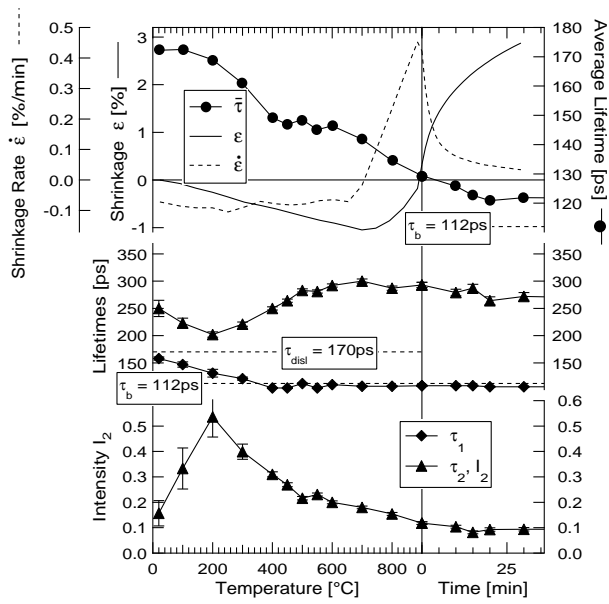 Shrinkage Rate ε̇ [%/min]
0.5
0.4
0.3
0.2
0.1
0.0
-0.1
Shrinkage ε [%]
3
2
1
0
-1
τ̄
ε
ε̇
180
170
160
150
140
130
120
Average Lifetime [ps]
τb = 112ps
Lifetimes [ps]
350
300
250
200
150
350
300
250
200
150
τdisl = 170ps
τb = 112ps
Intensity I2
0.5
0.4
0.3
0.2
0.1
0.0
τ1
τ2, I2
0.6
0.5
0.4
0.3
0.2
0.1
0.0
0 200 400 600 800 0 25
Temperature [°C] Time [min]